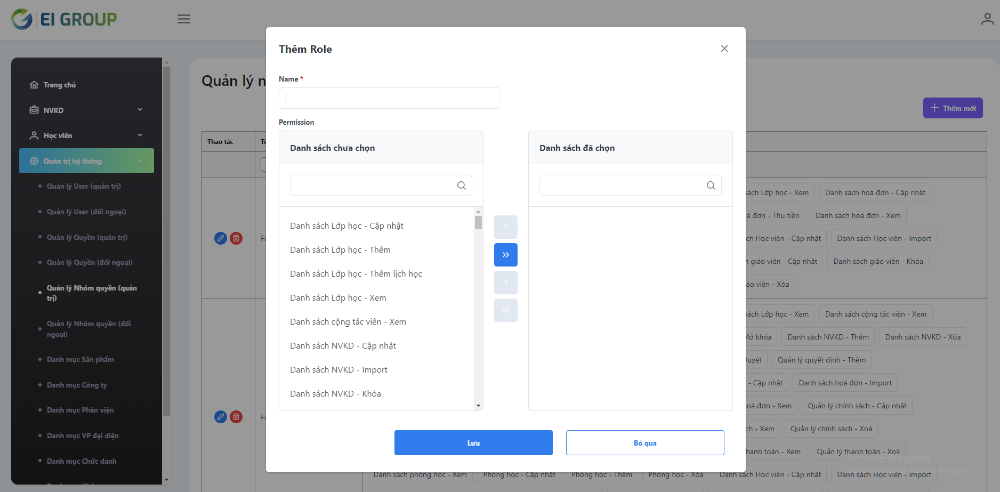 EI GROUP
Trang chủ
NVKD
Học viên
Quản trị hệ thống
Quản lý User (quản trị)
Quản lý User (đối ngoại)
Quản lý Quyền (quản trị)
Quản lý Quyền (đối ngoại)
Quản lý Nhóm quyền (quản
trị)
Quản lý Nhóm quyền (đối
ngoại)
Danh mục Sản phẩm
Danh mục Công ty
Danh mục Phân viện
Danh mục VP đại diện
Danh mục Chức danh
Quản lý
Thêm mới
Thao tác
Thêm Role
Name *
Permission
Danh sách chưa chọn
Danh sách Lớp học - Cập nhật
Danh sách Lớp học - Thêm
Danh sách Lớp học - Thêm lịch học
Danh sách Lớp học - Xem
Danh sách cộng tác viên - Xem
Danh sách NVKD - Cập nhật
Danh sách NVKD - Import
Danh sách NVKD - Khóa
Danh sách đã chọn
Lưu
Bỏ qua
Lớp học - Xem
Danh sách hoá đơn - Cập nhật
đơn - Thu tiền
Danh sách hoá đơn - Xem
Học viên - Cập nhật
Danh sách Học viên - Import
giáo viên - Cập nhật
Danh sách giáo viên - Khóa
viên - Xóa
Lớp học - Xem
Danh sách cộng tác viên - Xem
Mở khóa
Danh sách NVKD - Thêm
Danh sách NVKD - Xóa
Quản lý quyết định - Thêm
- Cập nhật
Danh sách hoá đơn - Import
đơn - Xem
Quản lý chính sách - Cập nhật
- Xem
Quản lý chính sách - Xoá
toán - Xem
Quản lý thanh toán - Xoá
Danh sách phòng học - Xem
Phòng học - Cập nhật
Phòng học - Thêm
Phòng học - Xóa
Danh sách Học viên - Cập nhật
Danh sách Học viên - Import
Activate Windows
Go to Settings to activate Windows.